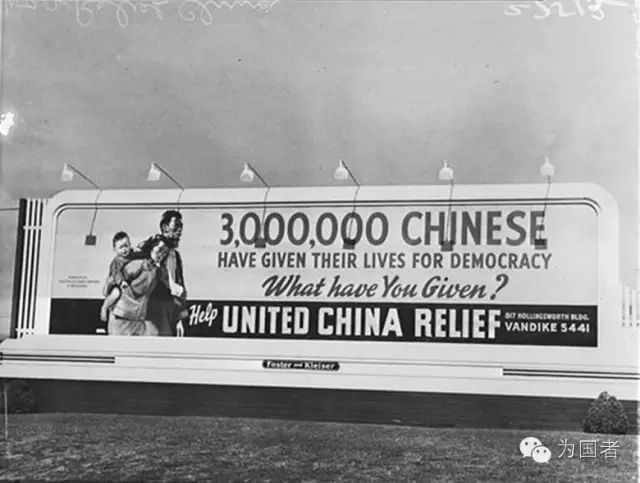 3,000,000 CHINESE
HAVE GIVEN THEIR LIVES FOR DEMOCRACY
What have You Given?
Help UNITED CHINA RELIEF
817 HOLLINGSWORTH BLDG.
VANDIKE 5441
Foster and Kleiser
为国者